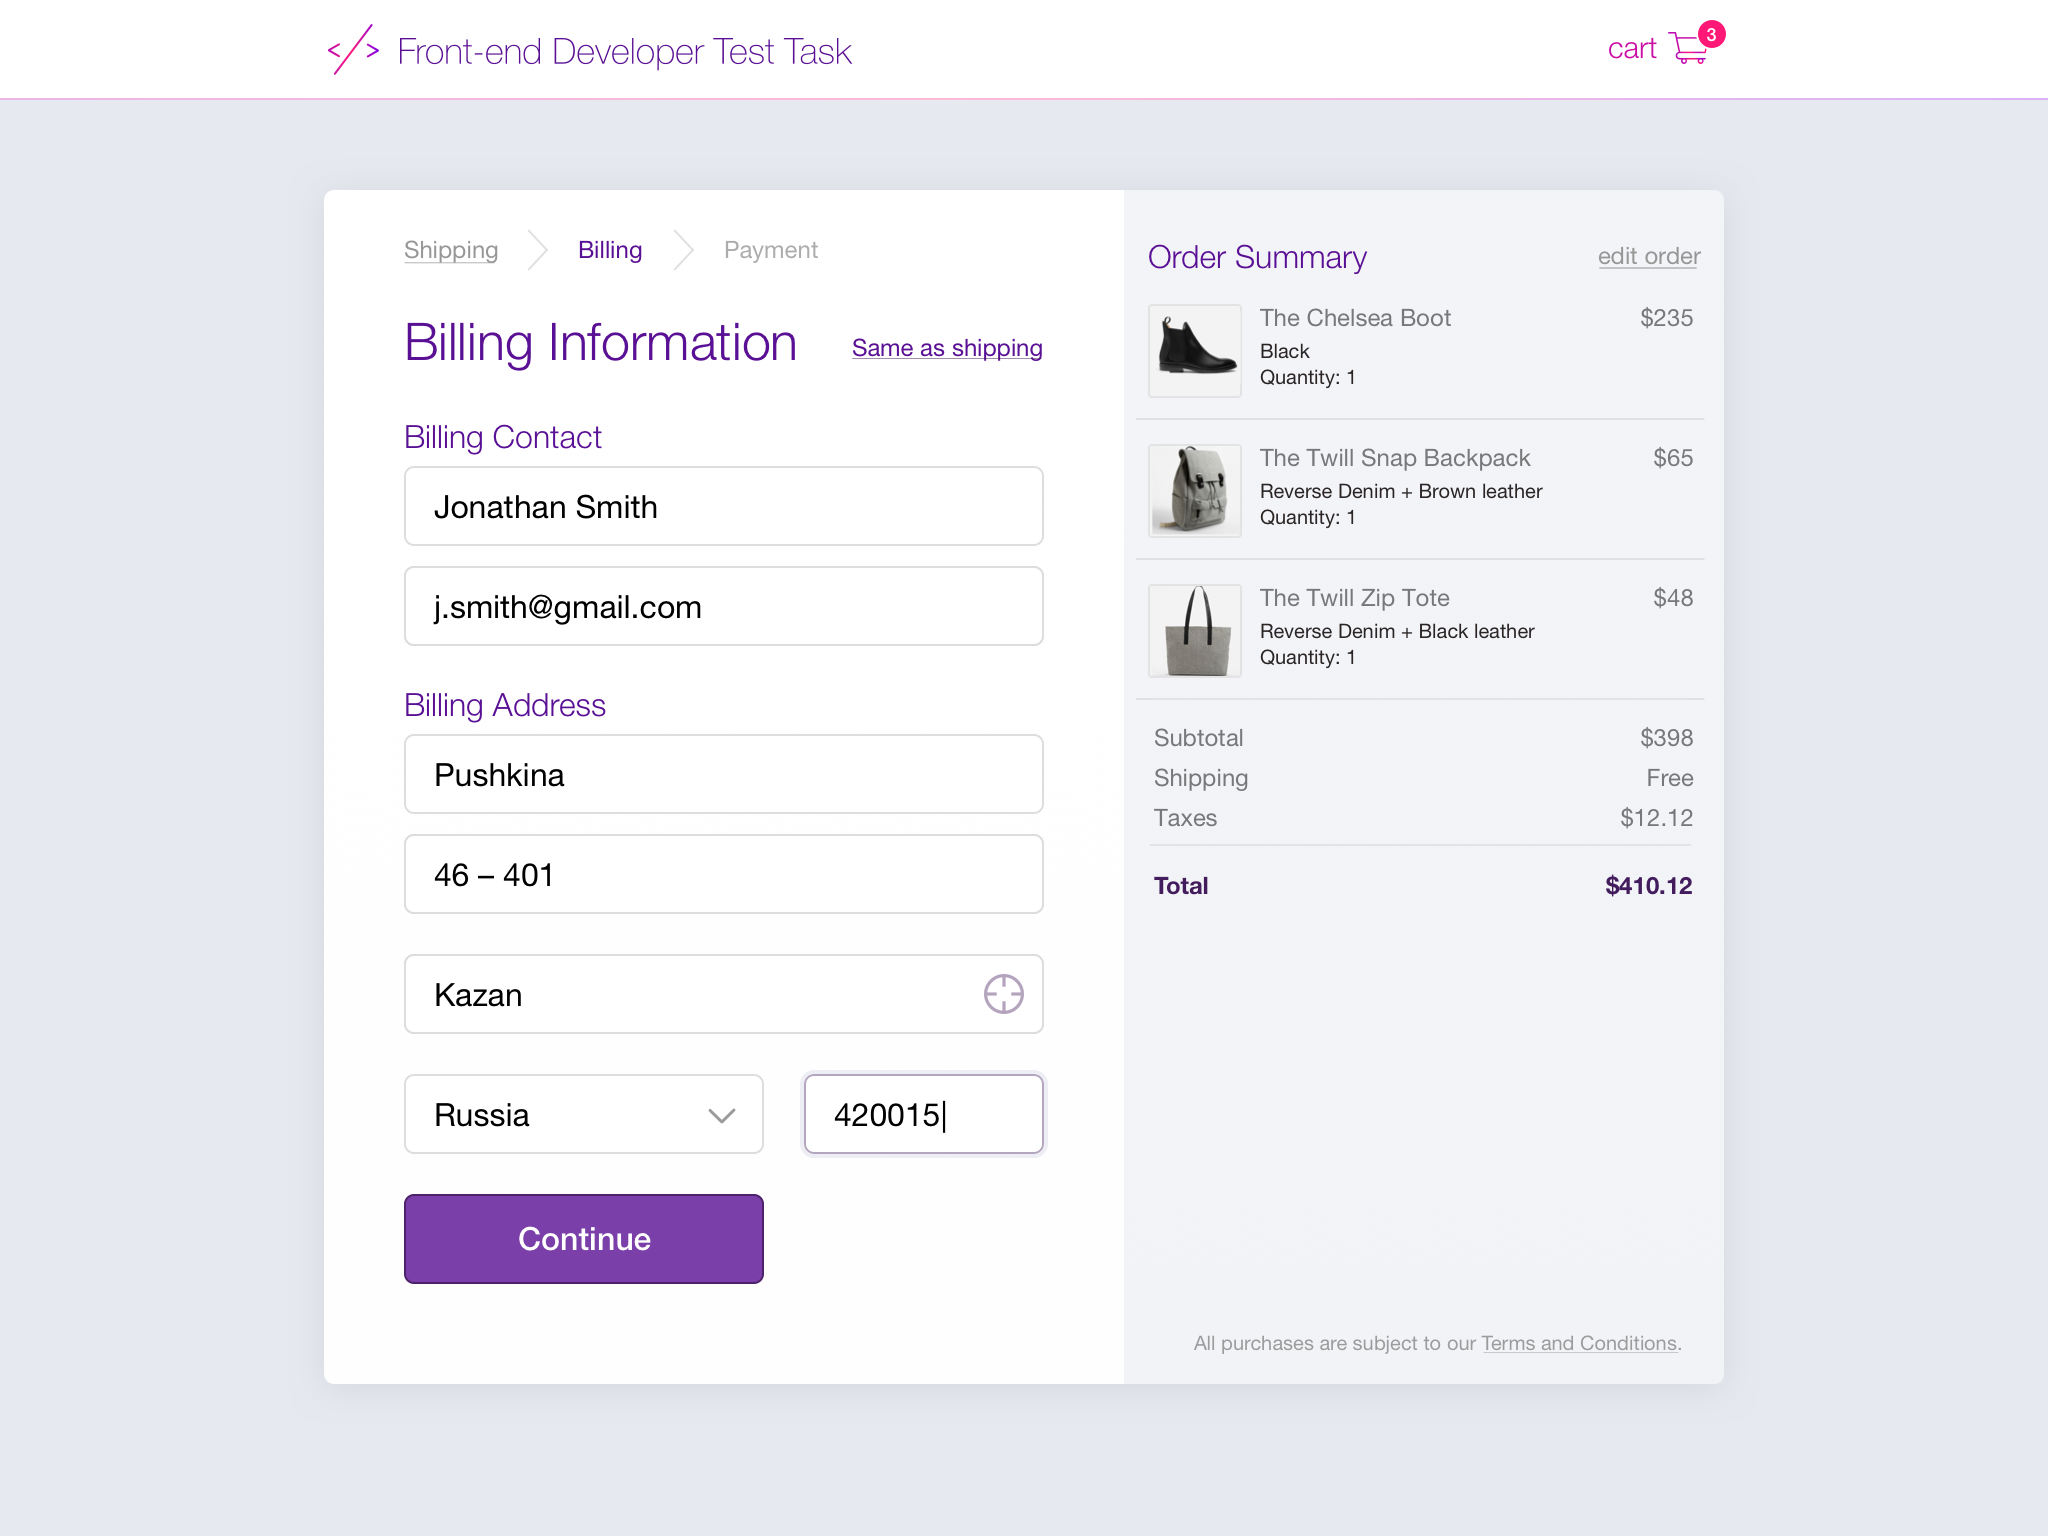 Front-end Developer Test Task
cart 3
Shipping Billing Payment
Billing Information Same as shipping
Billing Contact
Jonathan Smith
j.smith@gmail.com
Billing Address
Pushkina
46 – 401
Kazan
Russia 420015
Continue
Order Summary edit order
The Chelsea Boot $235
Black
Quantity: 1
The Twill Snap Backpack $65
Reverse Denim + Brown leather
Quantity: 1
The Twill Zip Tote $48
Reverse Denim + Black leather
Quantity: 1
Subtotal $398
Shipping Free
Taxes $12.12
Total $410.12
All purchases are subject to our Terms and Conditions.